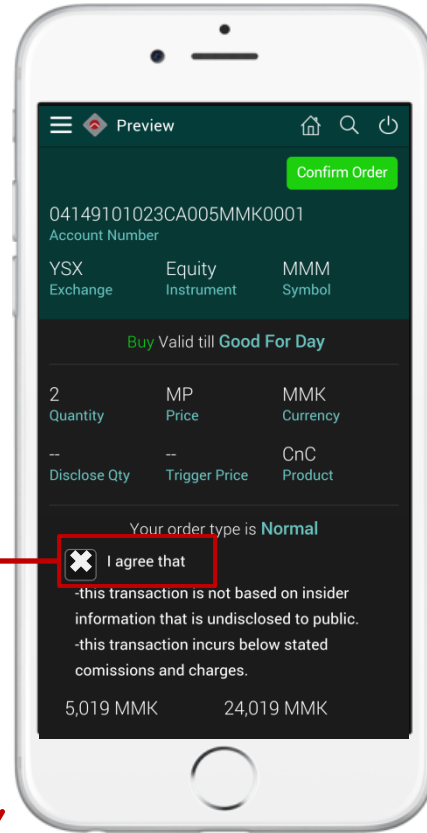 Preview
Confirm Order
04149101023CA005MMK0001
Account Number
YSX Equity MMM
Exchange Instrument Symbol
Buy Valid till Good For Day
2 MP MMK
Quantity Price Currency
-- -- CnC
Disclose Qty Trigger Price Product
Your order type is Normal
I agree that
-this transaction is not based on insider
information that is undisclosed to public.
-this transaction incurs below stated
comissions and charges.
5,019 MMK 24,019 MMK